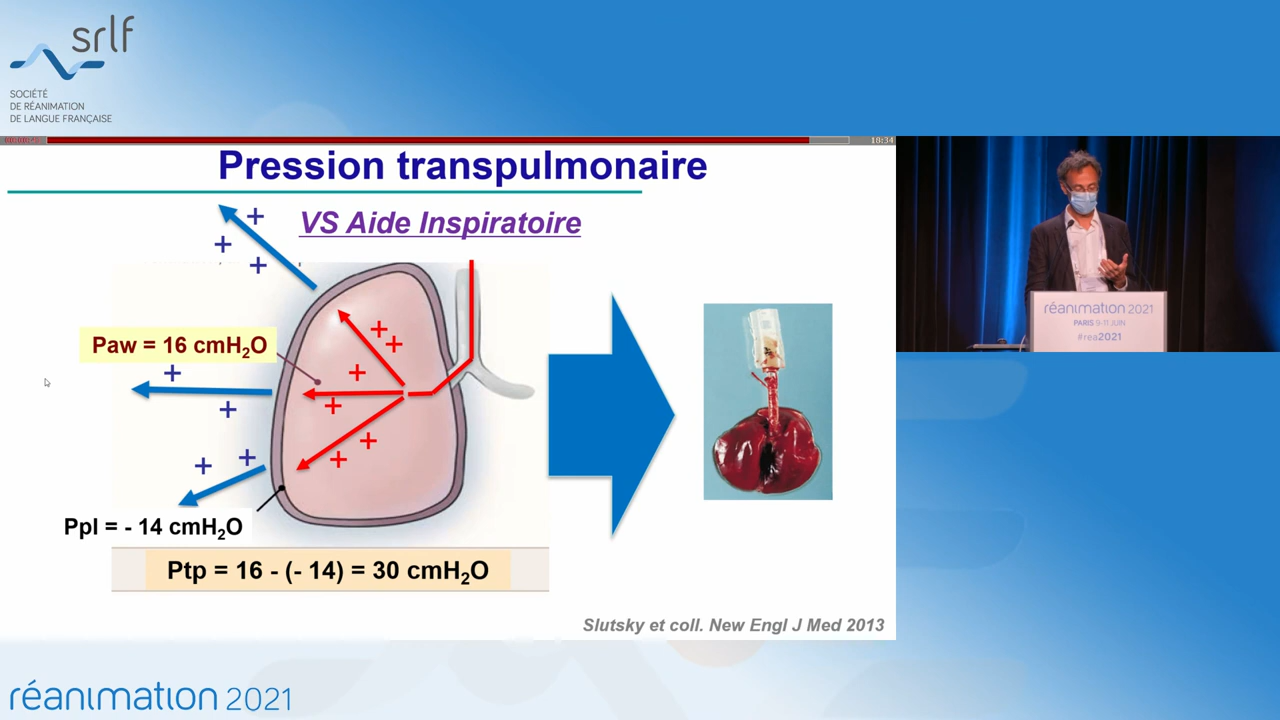 srlf
SOCIÉTÉ
DE RÉANIMATION
DE LANGUE FRANÇAISE
18:34
Pression transpulmonaire
VS Aide Inspiratoire
+
+
+
+
+
+
+
+
+
+
+
+
+
Paw = 16 cmH₂O
Ppl = - 14 cmH₂O
Ptp = 16 - (- 14) = 30 cmH₂O
Slutsky et coll. New Engl J Med 2013
réanimation 2021
PARIS 9-11 JUIN
#rea2021
réanimation 2021